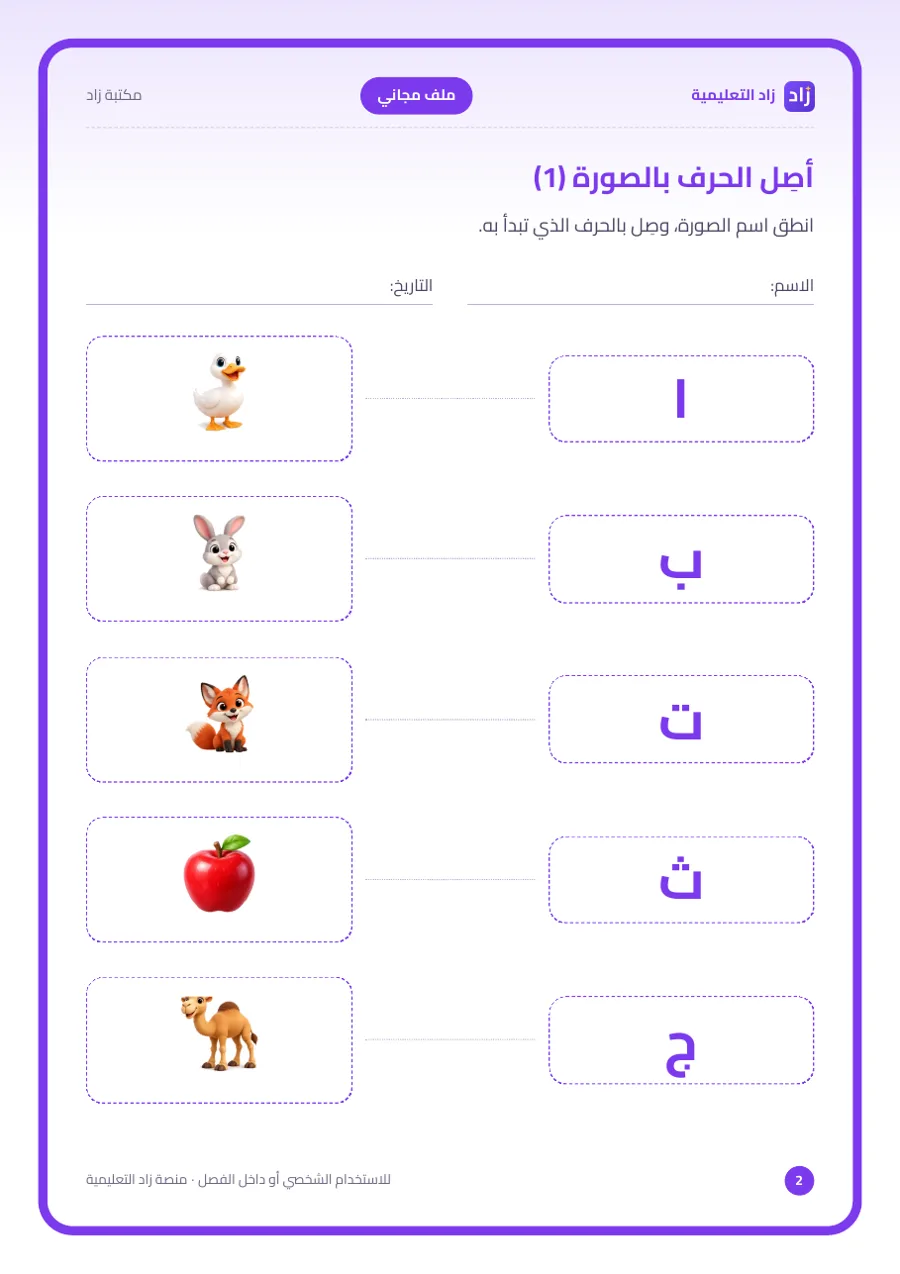 زاد
زاد التعليمية
ملف مجاني
مكتبة زاد
أصِل الحرف بالصورة (1)
انطق اسم الصورة، وصِل بالحرف الذي تبدأ به.
الاسم:
التاريخ:
ا
ب
ت
ث
ج
2
للاستخدام الشخصي أو داخل الفصل · منصة زاد التعليمية